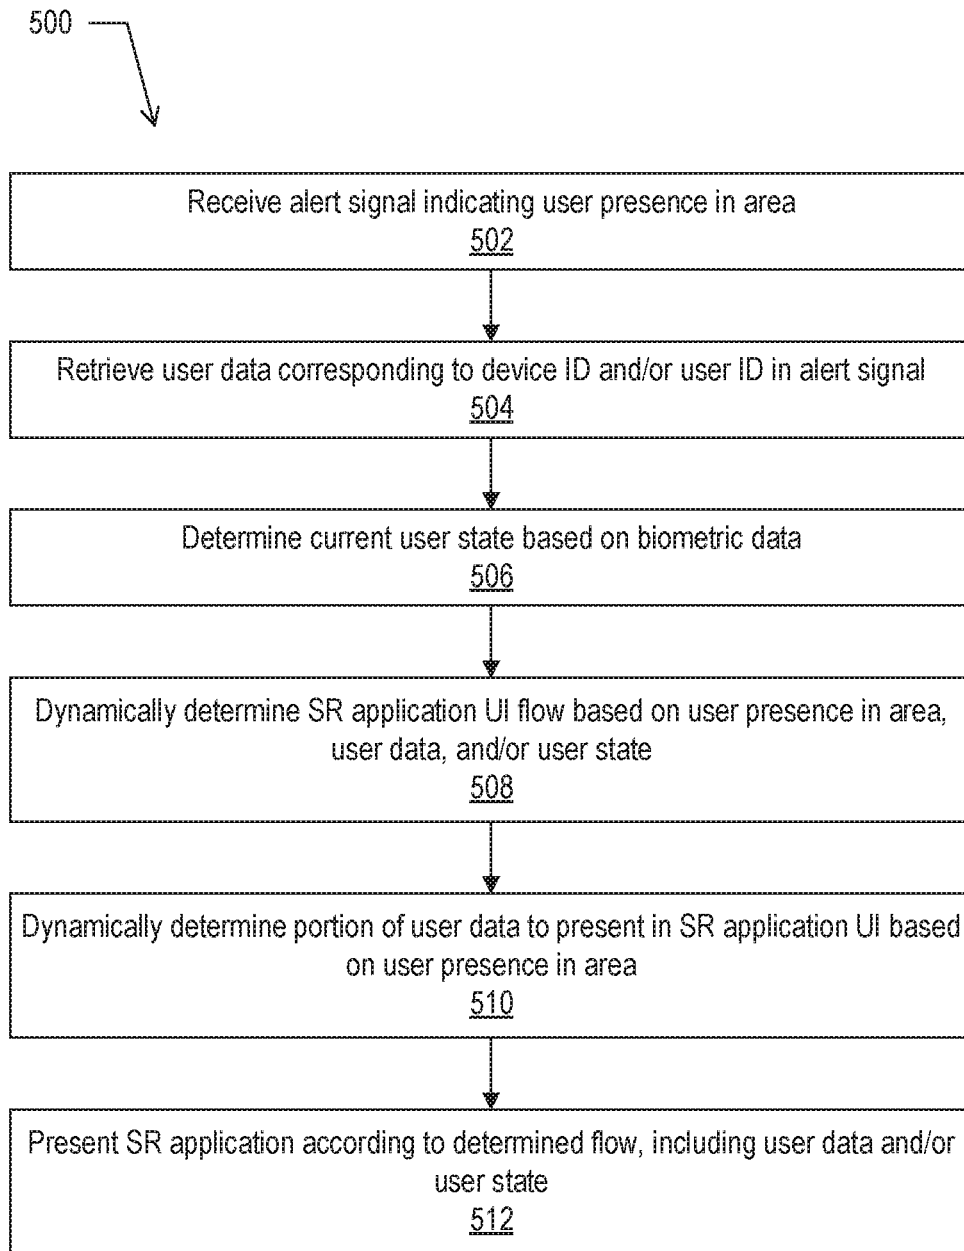 500
Receive alert signal indicating user presence in area
502
Retrieve user data corresponding to device ID and/or user ID in alert signal
504
Determine current user state based on biometric data
506
Dynamically determine SR application UI flow based on user presence in area,
user data, and/or user state
508
Dynamically determine portion of user data to present in SR application UI based
on user presence in area
510
Present SR application according to determined flow, including user data and/or
user state
512